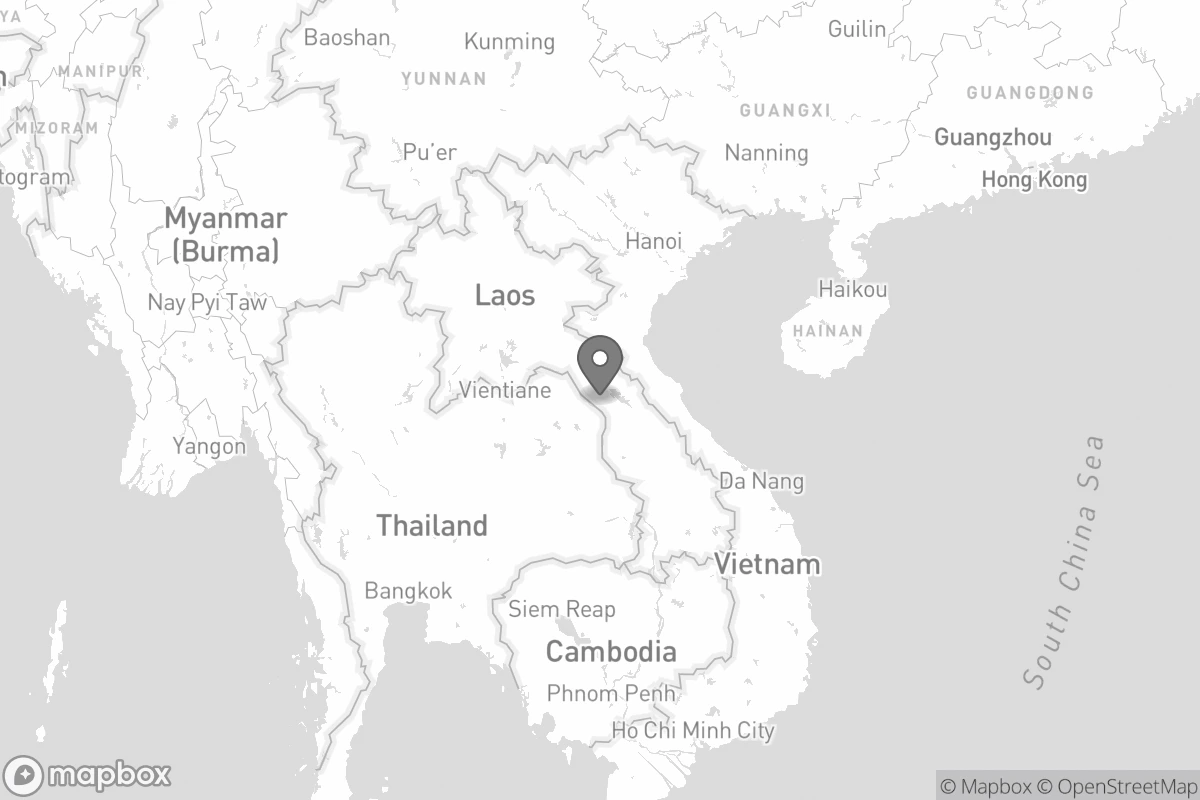 YA
Baoshan
Kunming
Guilin
MANIPUR
YUNNAN
GUANGXI
GUANGDONG
MIZORAM
Guangzhou
Pu’er
Nanning
togram
Hong Kong
Myanmar
(Burma)
Hanoi
Laos
Haikou
Nay Pyi Taw
HAINAN
Vientiane
Yangon
Da Nang
South China Sea
Thailand
Vietnam
Bangkok
Siem Reap
Cambodia
Phnom Penh
Ho Chi Minh City
mapbox
© Mapbox © OpenStreetMap